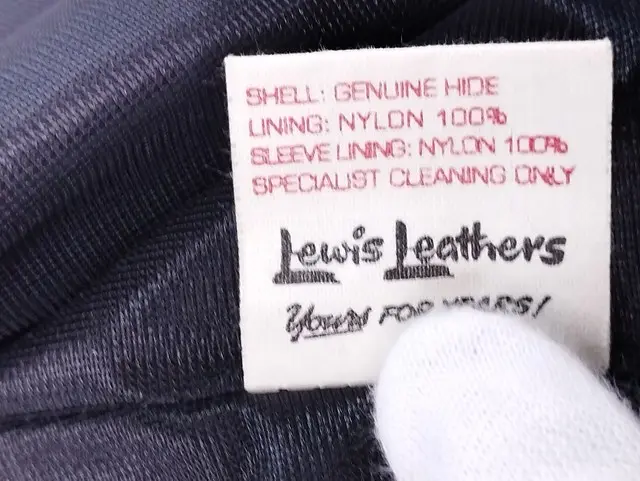 SHELL: GENUINE HIDE
LINING: NYLON 100%
SLEEVE LINING: NYLON 100%
SPECIALIST CLEANING ONLY
Lewis Leathers
Yours FOR YEARS!